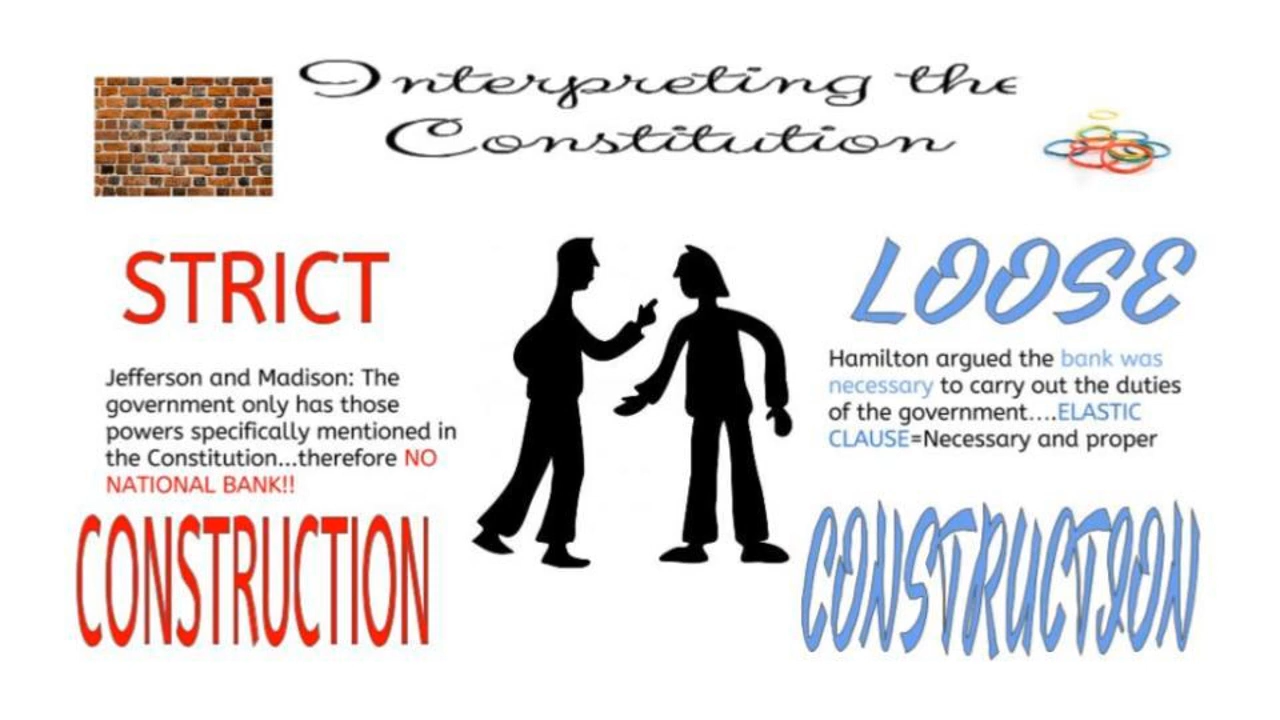 Interpreting the
Constitution
STRICT
Jefferson and Madison: The
government only has those
powers specifically mentioned in
the Constitution...therefore NO
NATIONAL BANK!!
CONSTRUCTION
LOOSE
Hamilton argued the bank was
necessary to carry out the duties
of the government....ELASTIC
CLAUSE=Necessary and proper
CONSTRUCTION